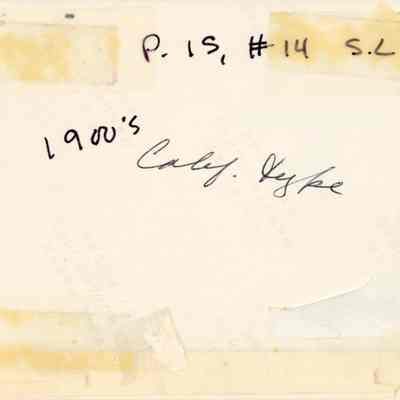 P. 15, #14 S.L
1900's
Calif. Type